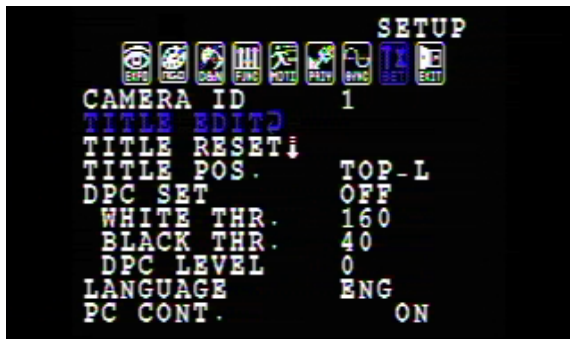 SETUP
EXPO D&N FUNC MOTI PRIV SYNC SET EXIT
CAMERA ID 1
TITLE EDIT
TITLE RESET
TITLE POS. TOP-L
DPC SET OFF
WHITE THR. 160
BLACK THR. 40
DPC LEVEL 0
LANGUAGE ENG
PC CONT. ON